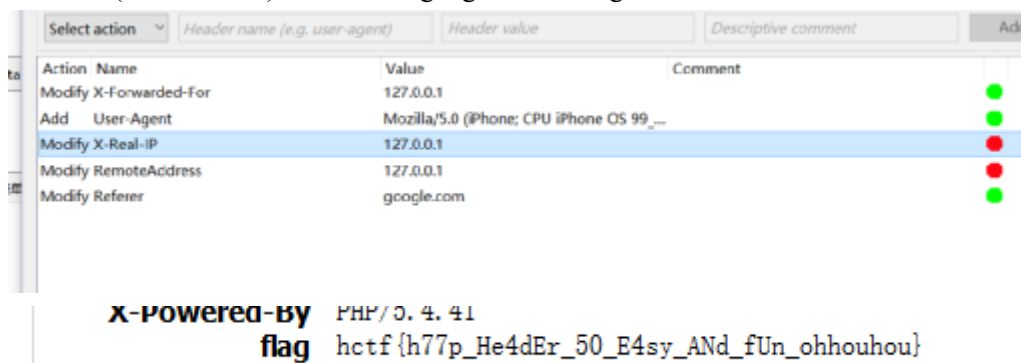 Select action Header name (e.g. user-agent) Header value Descriptive comment Add
Action Name Value Comment
Modify X-Forwarded-For 127.0.0.1
Add User-Agent Mozilla/5.0 (iPhone; CPU iPhone OS 99_...
Modify X-Real-IP 127.0.0.1
Modify RemoteAddress 127.0.0.1
Modify Referer google.com
X-Powered-By PHP/5.4.41
flag hctf{h77p_He4dEr_50_E4sy_ANd_fUn_ohhouhou}